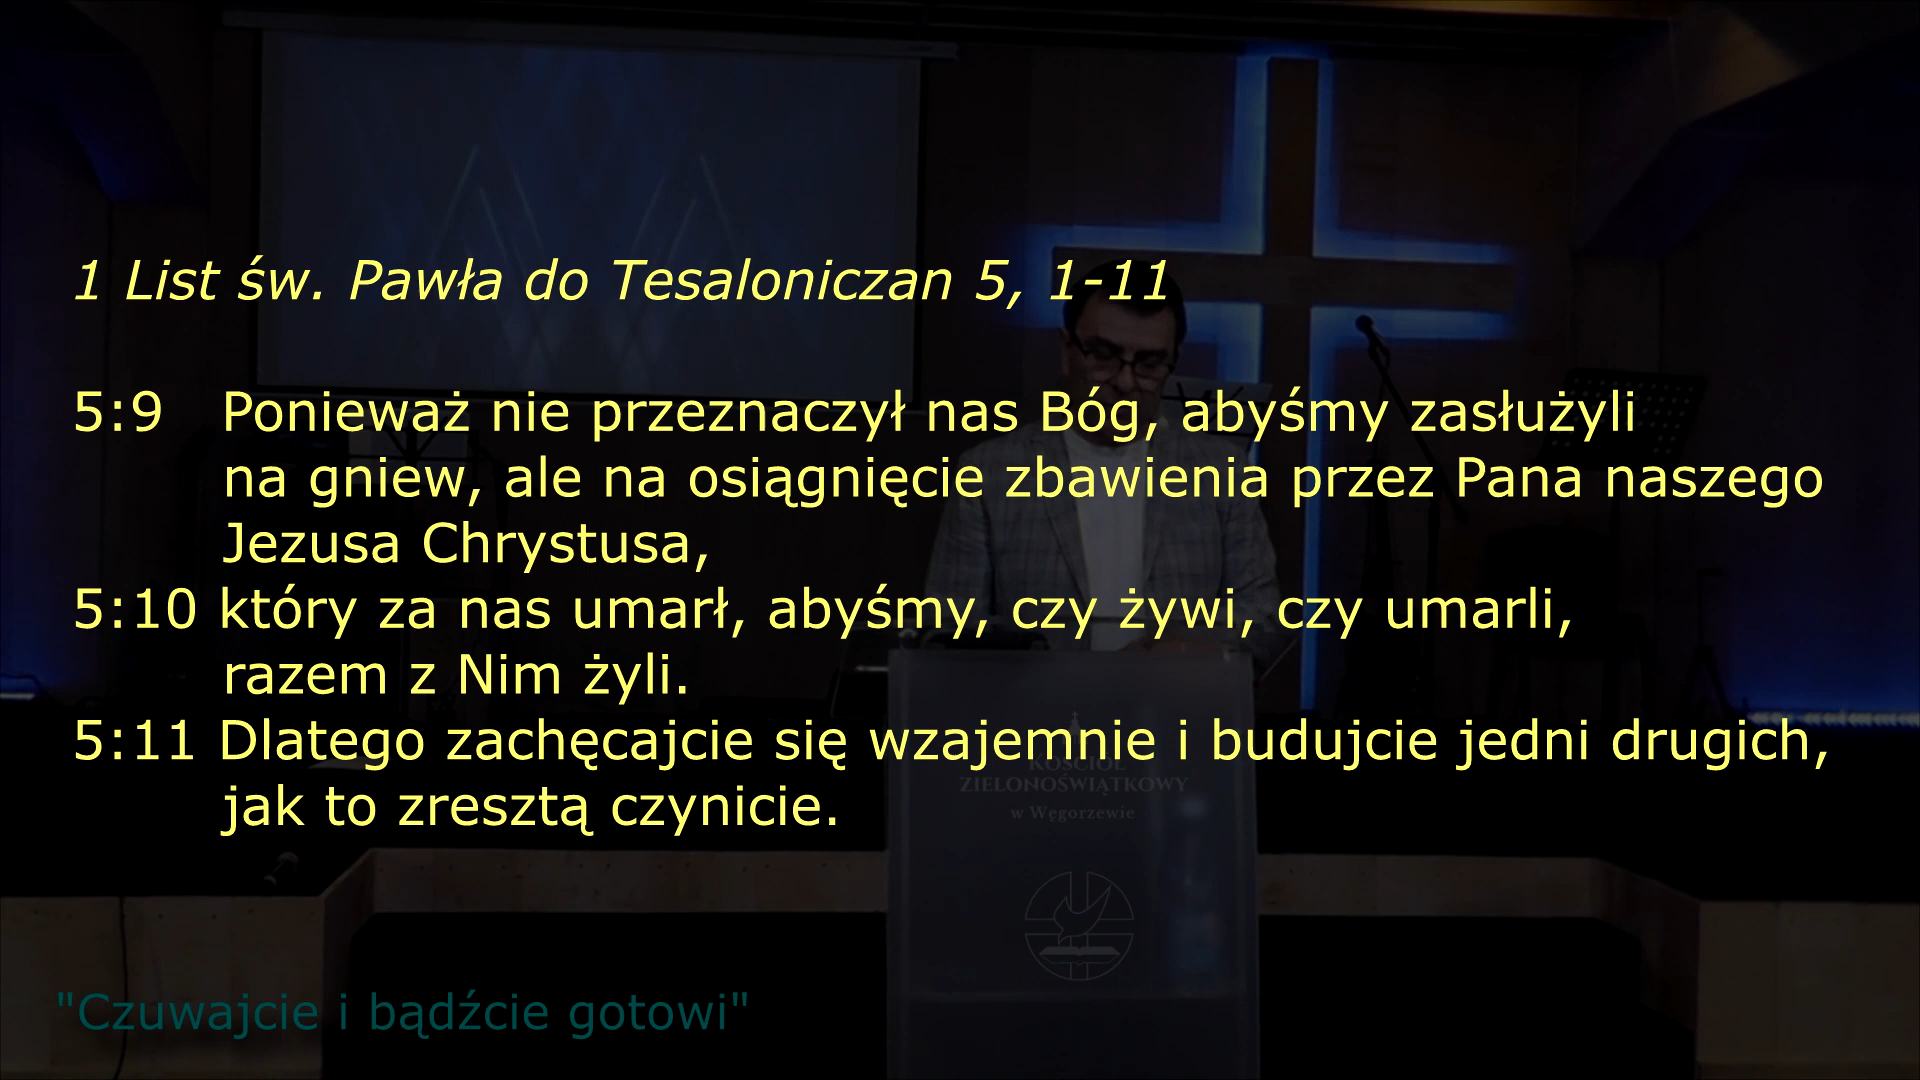 1 List św. Pawła do Tesaloniczan 5, 1-11
5:9 Ponieważ nie przeznaczył nas Bóg, abyśmy zasłużyli
na gniew, ale na osiągnięcie zbawienia przez Pana naszego
Jezusa Chrystusa,
5:10 który za nas umarł, abyśmy, czy żywi, czy umarli,
razem z Nim żyli.
5:11 Dlatego zachęcajcie się wzajemnie i budujcie jedni drugich,
jak to zresztą czynicie.
KOŚCIÓŁ
ZIELONOŚWIĄTKOWY
w Węgorzewie
"Czuwajcie i bądźcie gotowi"